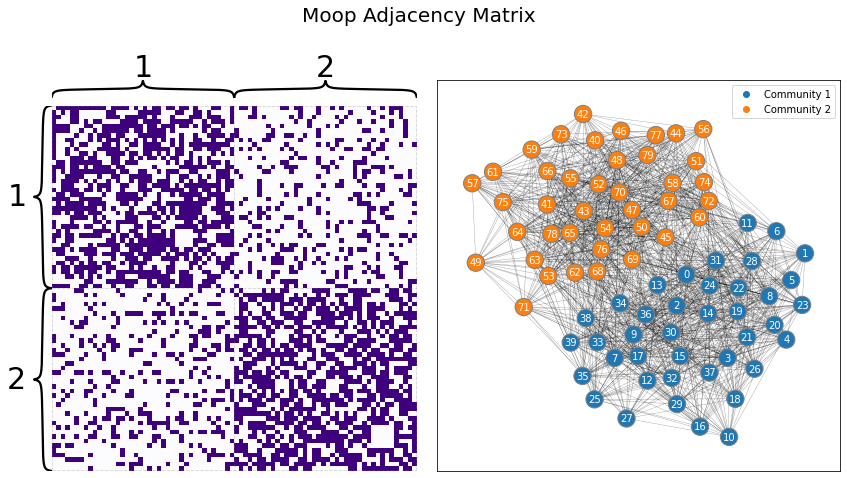 Moop Adjacency Matrix
1 2
1
2
Community 1
Community 2
42
73 40 46 77 44 56
59 48 79 51
61 66 55 52 58 74
57 70
75 41 43 47 67 72
64 78 65 54 50 45 60 11 6
76
49 63 53 62 68 69 31 28 1
0
13 24 22 5
71 34 2 8 23
38 36 14 19
39 33 9 30 21 20 4
7 17 15 3
35 12 32 37 26
25 29 18
27 16
10